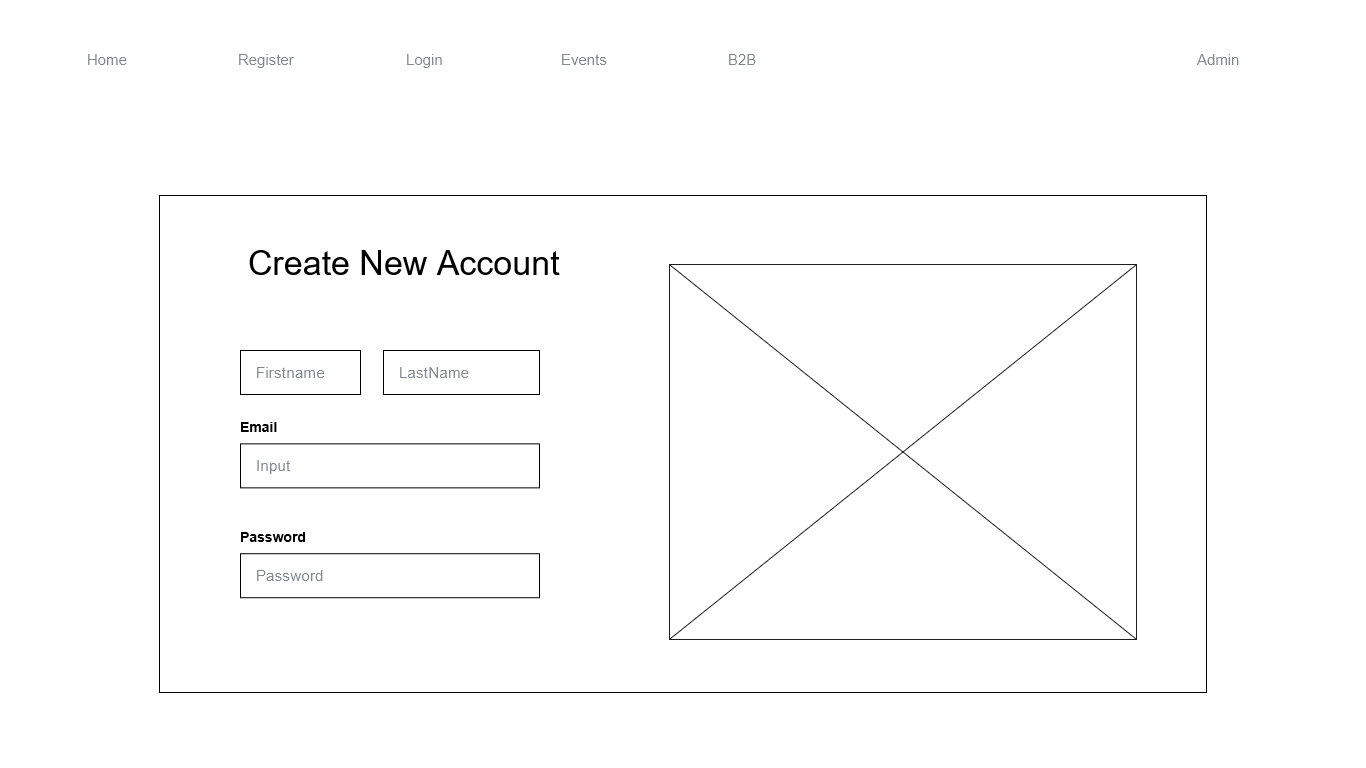 Home Register Login Events B2B Admin
Create New Account
Firstname LastName
Email
Input
Password
Password